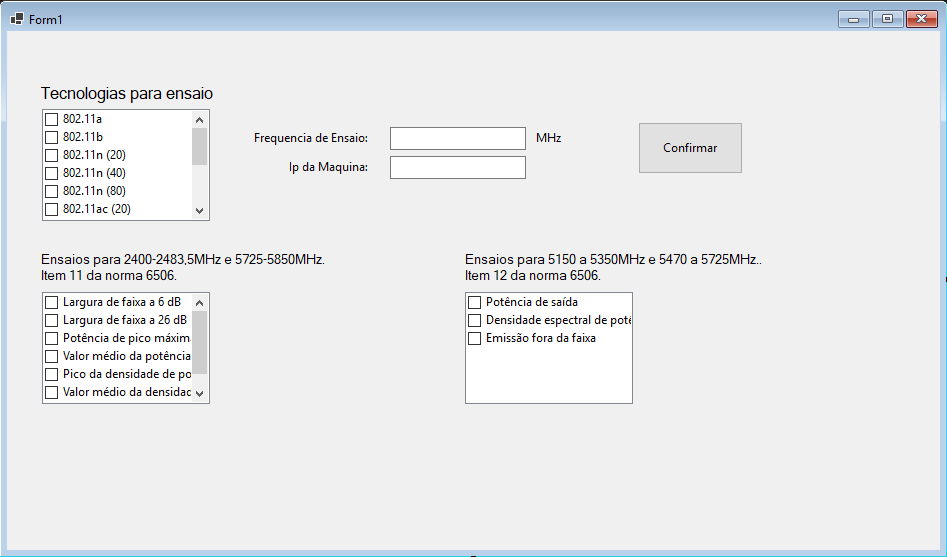 Form1
Tecnologias para ensaio
802.11a
802.11b
802.11n (20)
802.11n (40)
802.11n (80)
802.11ac (20)
Frequencia de Ensaio:
MHz
Ip da Maquina:
Confirmar
Ensaios para 2400-2483,5MHz e 5725-5850MHz.
Item 11 da norma 6506.
Largura de faixa a 6 dB
Largura de faixa a 26 dB
Potência de pico máxim
Valor médio da potência
Pico da densidade de po
Valor médio da densidad
Ensaios para 5150 a 5350MHz e 5470 a 5725MHz..
Item 12 da norma 6506.
Potência de saída
Densidade espectral de potê
Emissão fora da faixa